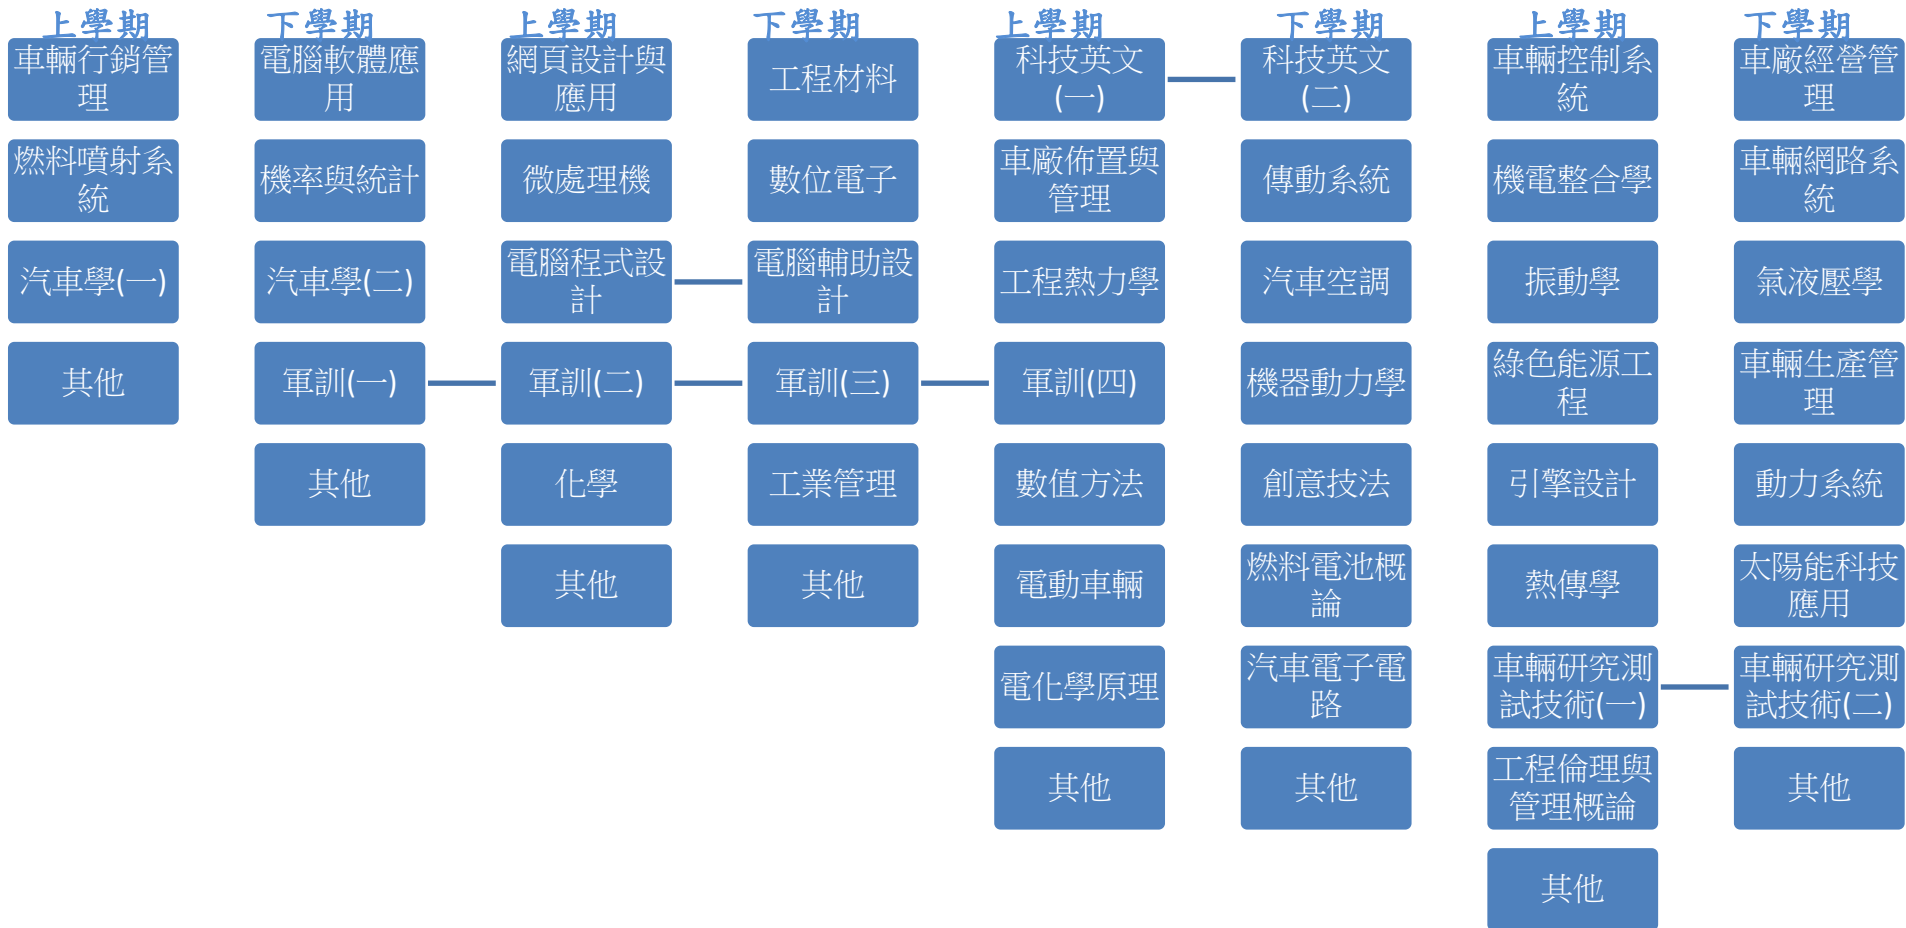 上學期
下學期
上學期
下學期
上學期
下學期
上學期
下學期
車輛行銷管
理
電腦軟體應
用
網頁設計與
應用
工程材料
科技英文
(一)
科技英文
(二)
車輛控制系
統
車廠經營管
理
燃料噴射系
統
機率與統計
微處理機
數位電子
車廠佈置與
管理
傳動系統
機電整合學
車輛網路系
統
汽車學(一)
汽車學(二)
電腦程式設
計
電腦輔助設
計
工程熱力學
汽車空調
振動學
氣液壓學
其他
軍訓(一)
軍訓(二)
軍訓(三)
軍訓(四)
機器動力學
綠色能源工
程
車輛生產管
理
其他
化學
工業管理
數值方法
創意技法
引擎設計
動力系統
其他
其他
電動車輛
燃料電池概
論
熱傳學
太陽能科技
應用
電化學原理
汽車電子電
路
車輛研究測
試技術(一)
車輛研究測
試技術(二)
其他
其他
工程倫理與
管理概論
其他
其他